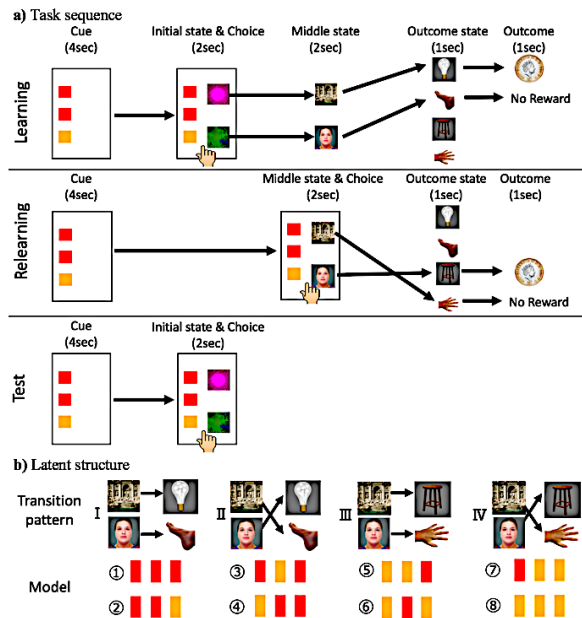 a) Task sequence
Cue
(4sec)
Initial state & Choice
(2sec)
Middle state
(2sec)
Outcome state
(1sec)
Outcome
(1sec)
Learning
No Reward
Cue
(4sec)
Middle state & Choice
(2sec)
Outcome state
(1sec)
Outcome
(1sec)
Relearning
No Reward
Cue
(4sec)
Initial state & Choice
(2sec)
Test
b) Latent structure
Transition
pattern
I
II
III
IV
Model
① ③ ⑤ ⑦
② ④ ⑥ ⑧